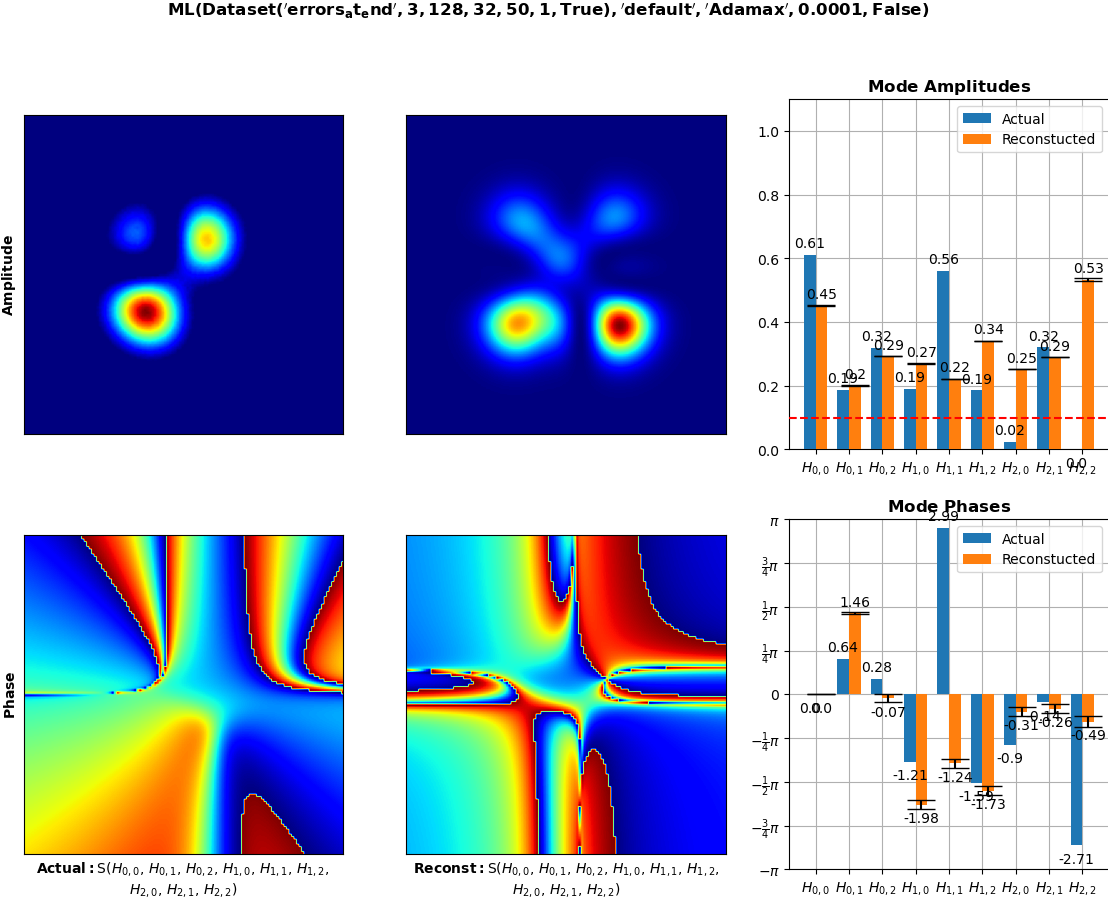 ML(Dataset(′errors_at_end′, 3, 128, 32, 50, 1, True), ′default′, ′Adamax′, 0.0001, False)
Amplitude
Mode Amplitudes
Actual
Reconstucted
1.0
0.8
0.6
0.4
0.2
0.0
0.61
0.45
0.19
0.2
0.32
0.29
0.19
0.27
0.56
0.22
0.19
0.34
0.02
0.25
0.32
0.29
0.0
0.53
H0,0 H0,1 H0,2 H1,0 H1,1 H1,2 H2,0 H2,1 H2,2
Phase
Actual: S(H0,0, H0,1, H0,2, H1,0, H1,1, H1,2,
H2,0, H2,1, H2,2)
Reconst: S(H0,0, H0,1, H0,2, H1,0, H1,1, H1,2,
H2,0, H2,1, H2,2)
Mode Phases
Actual
Reconstucted
π
3/4π
1/2π
1/4π
0
−1/4π
−1/2π
−3/4π
−π
0.0
0.0
0.64
1.46
0.28
-0.07
-1.21
-1.98
2.99
-1.24
-1.59
-1.73
-0.9
-0.31
-0.26
-2.71
-0.49
H0,0 H0,1 H0,2 H1,0 H1,1 H1,2 H2,0 H2,1 H2,2